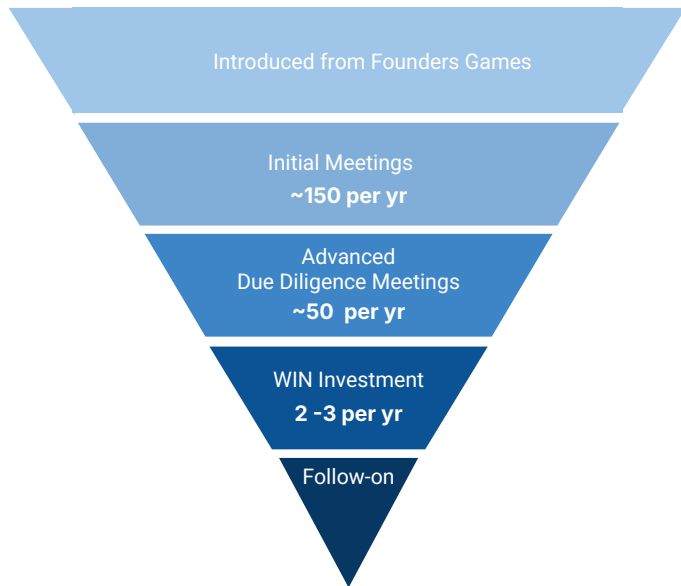 Introduced from Founders Games
Initial Meetings
~150 per yr
Advanced
Due Diligence Meetings
~50 per yr
WIN Investment
2 -3 per yr
Follow-on